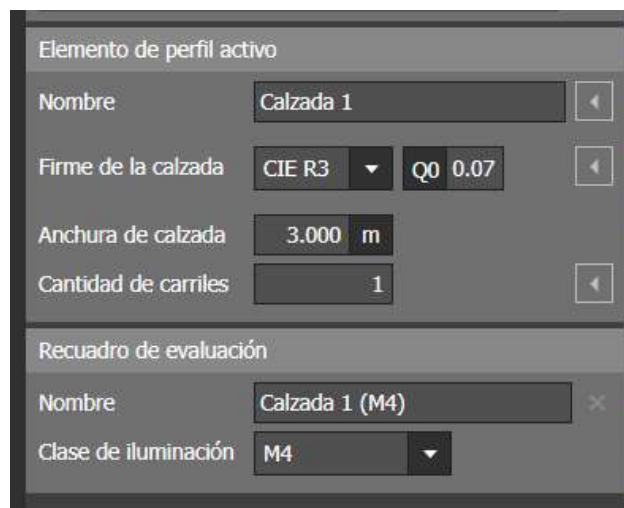 Elemento de perfil activo
Nombre Calzada 1
Firme de la calzada CIE R3 Q0 0.07
Anchura de calzada 3.000 m
Cantidad de carriles 1
Recuadro de evaluación
Nombre Calzada 1 (M4)
Clase de iluminación M4